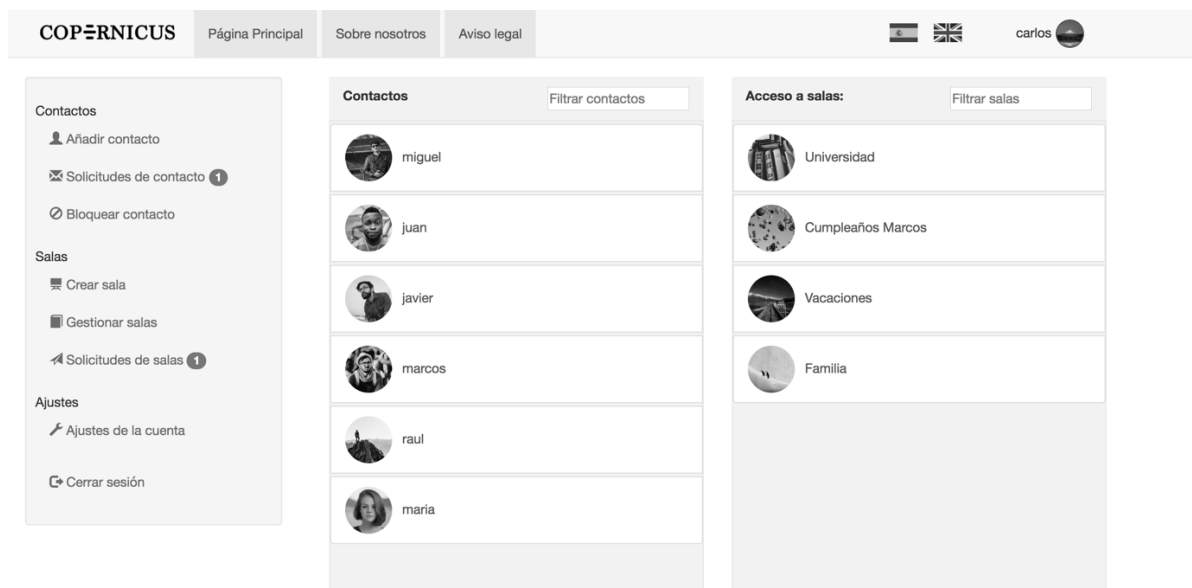 COPERNICUS
Página Principal
Sobre nosotros
Aviso legal
carlos
Contactos
Añadir contacto
Solicitudes de contacto 1
Bloquear contacto
Salas
Crear sala
Gestionar salas
Solicitudes de salas 1
Ajustes
Ajustes de la cuenta
Cerrar sesión
Contactos
Filtrar contactos
miguel
juan
javier
marcos
raul
maria
Acceso a salas:
Filtrar salas
Universidad
Cumpleaños Marcos
Vacaciones
Familia